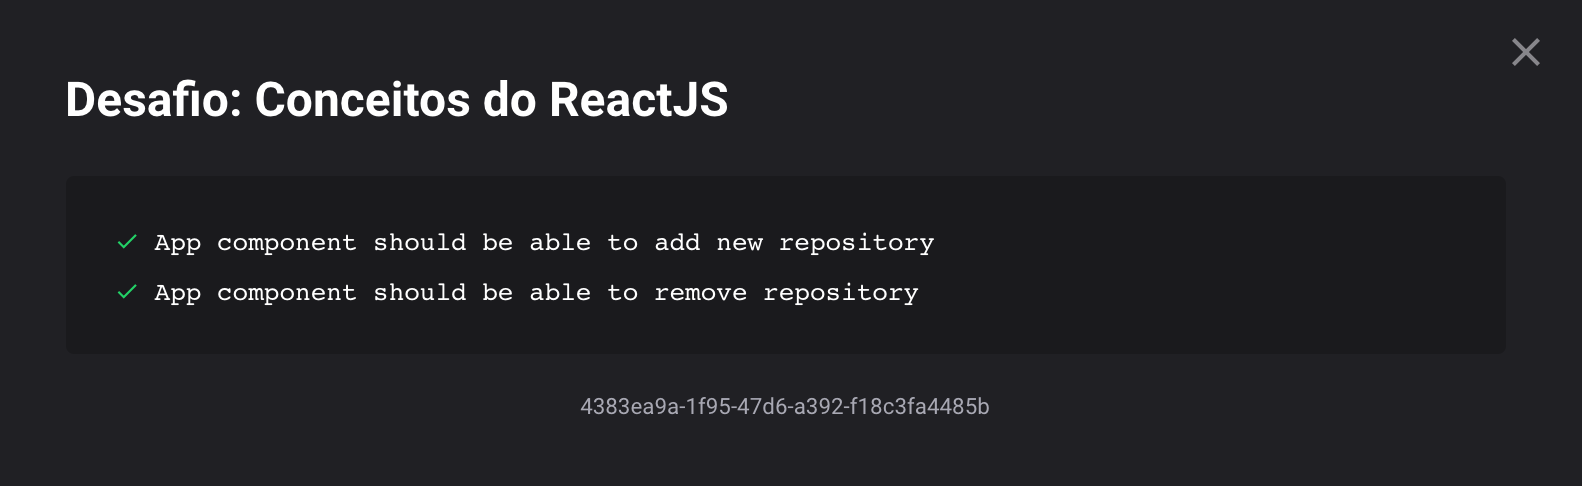 Desafio: Conceitos do ReactJS
App component should be able to add new repository
App component should be able to remove repository
4383ea9a-1f95-47d6-a392-f18c3fa4485b